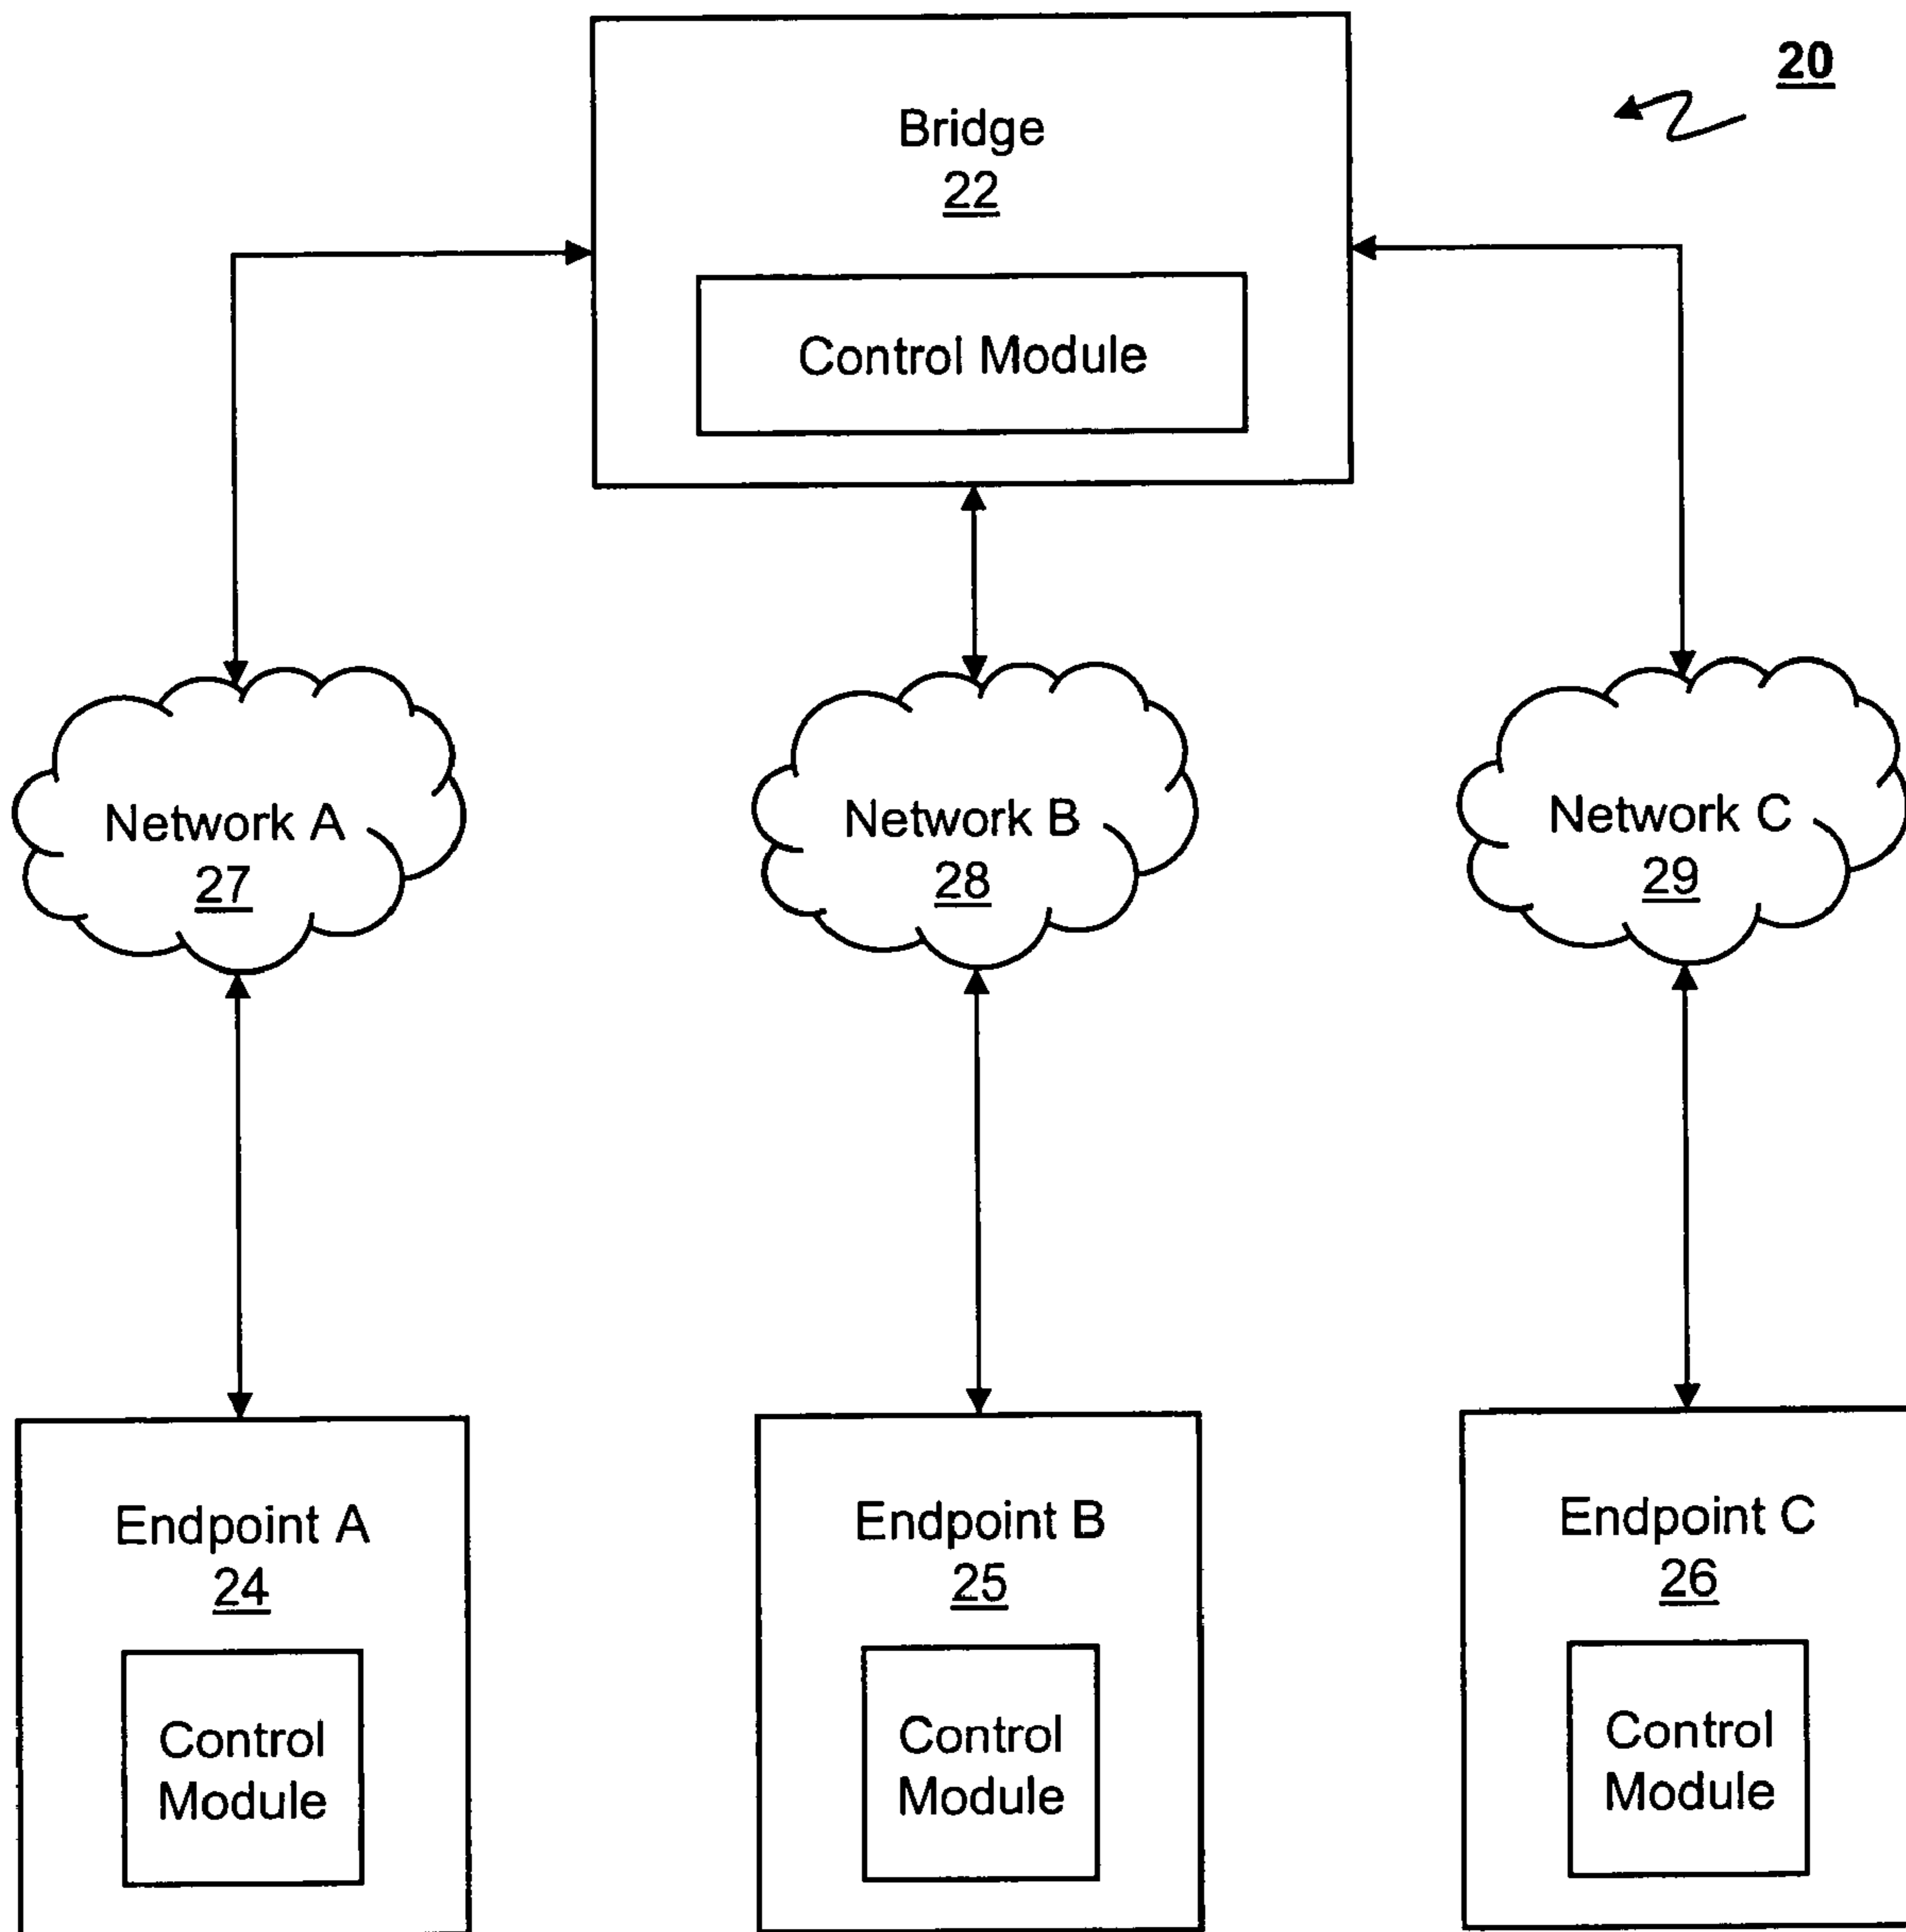 20
Bridge
22
Control Module
Network A
27
Network B
28
Network C
29
Endpoint A
24
Control
Module
Endpoint B
25
Control
Module
Endpoint C
26
Control
Module